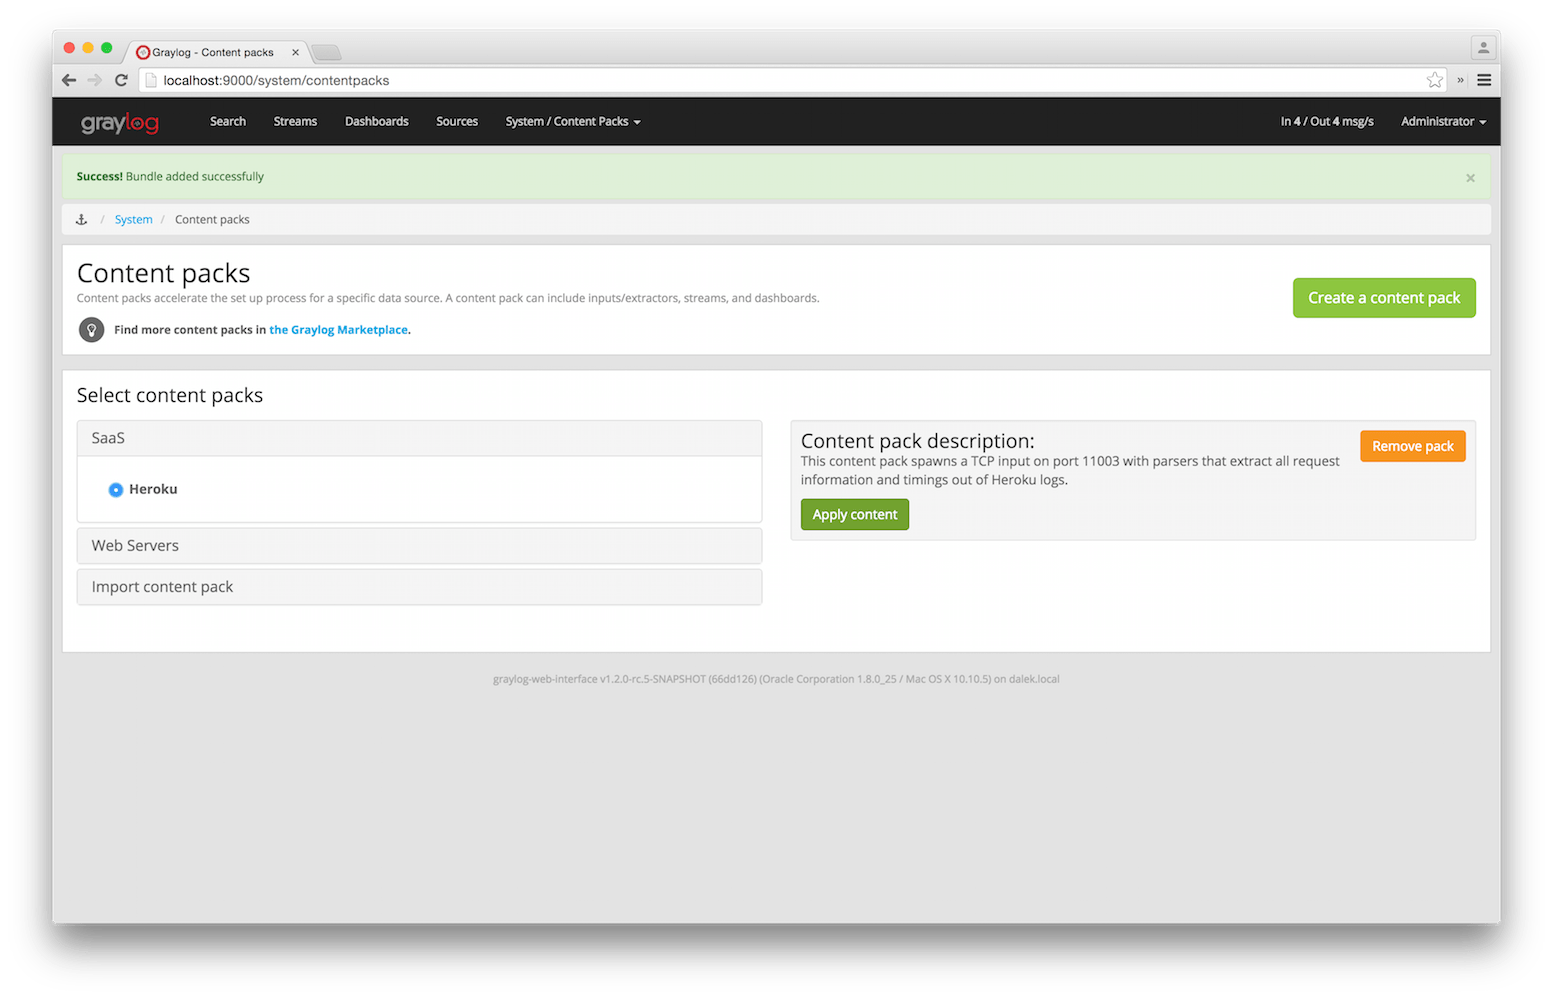 Graylog - Content packs
localhost:9000/system/contentpacks
graylog Search Streams Dashboards Sources System / Content Packs In 4 / Out 4 msg/s Administrator
Success! Bundle added successfully ×
/ System / Content packs
Content packs
Content packs accelerate the set up process for a specific data source. A content pack can include inputs/extractors, streams, and dashboards.
Find more content packs in the Graylog Marketplace.
Create a content pack
Select content packs
SaaS
Heroku
Web Servers
Import content pack
Content pack description:
Remove pack
This content pack spawns a TCP input on port 11003 with parsers that extract all request
information and timings out of Heroku logs.
Apply content
graylog-web-interface v1.2.0-rc.5-SNAPSHOT (66dd126) (Oracle Corporation 1.8.0_25 / Mac OS X 10.10.5) on dalek.local